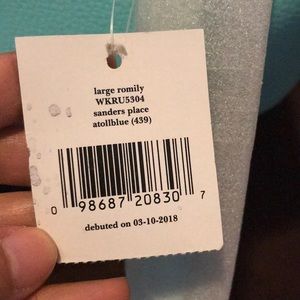 large romily
WKRU5304
sanders place
atollblue (439)
0 98687 20830 7
debuted on 03-10-2018